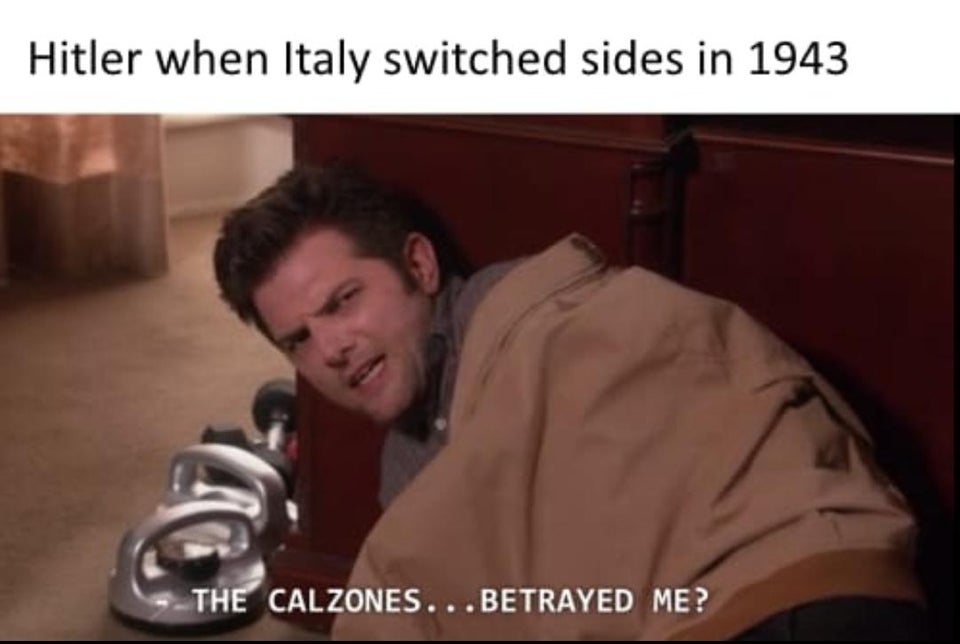 Hitler when Italy switched sides in 1943
- THE CALZONES...BETRAYED ME?